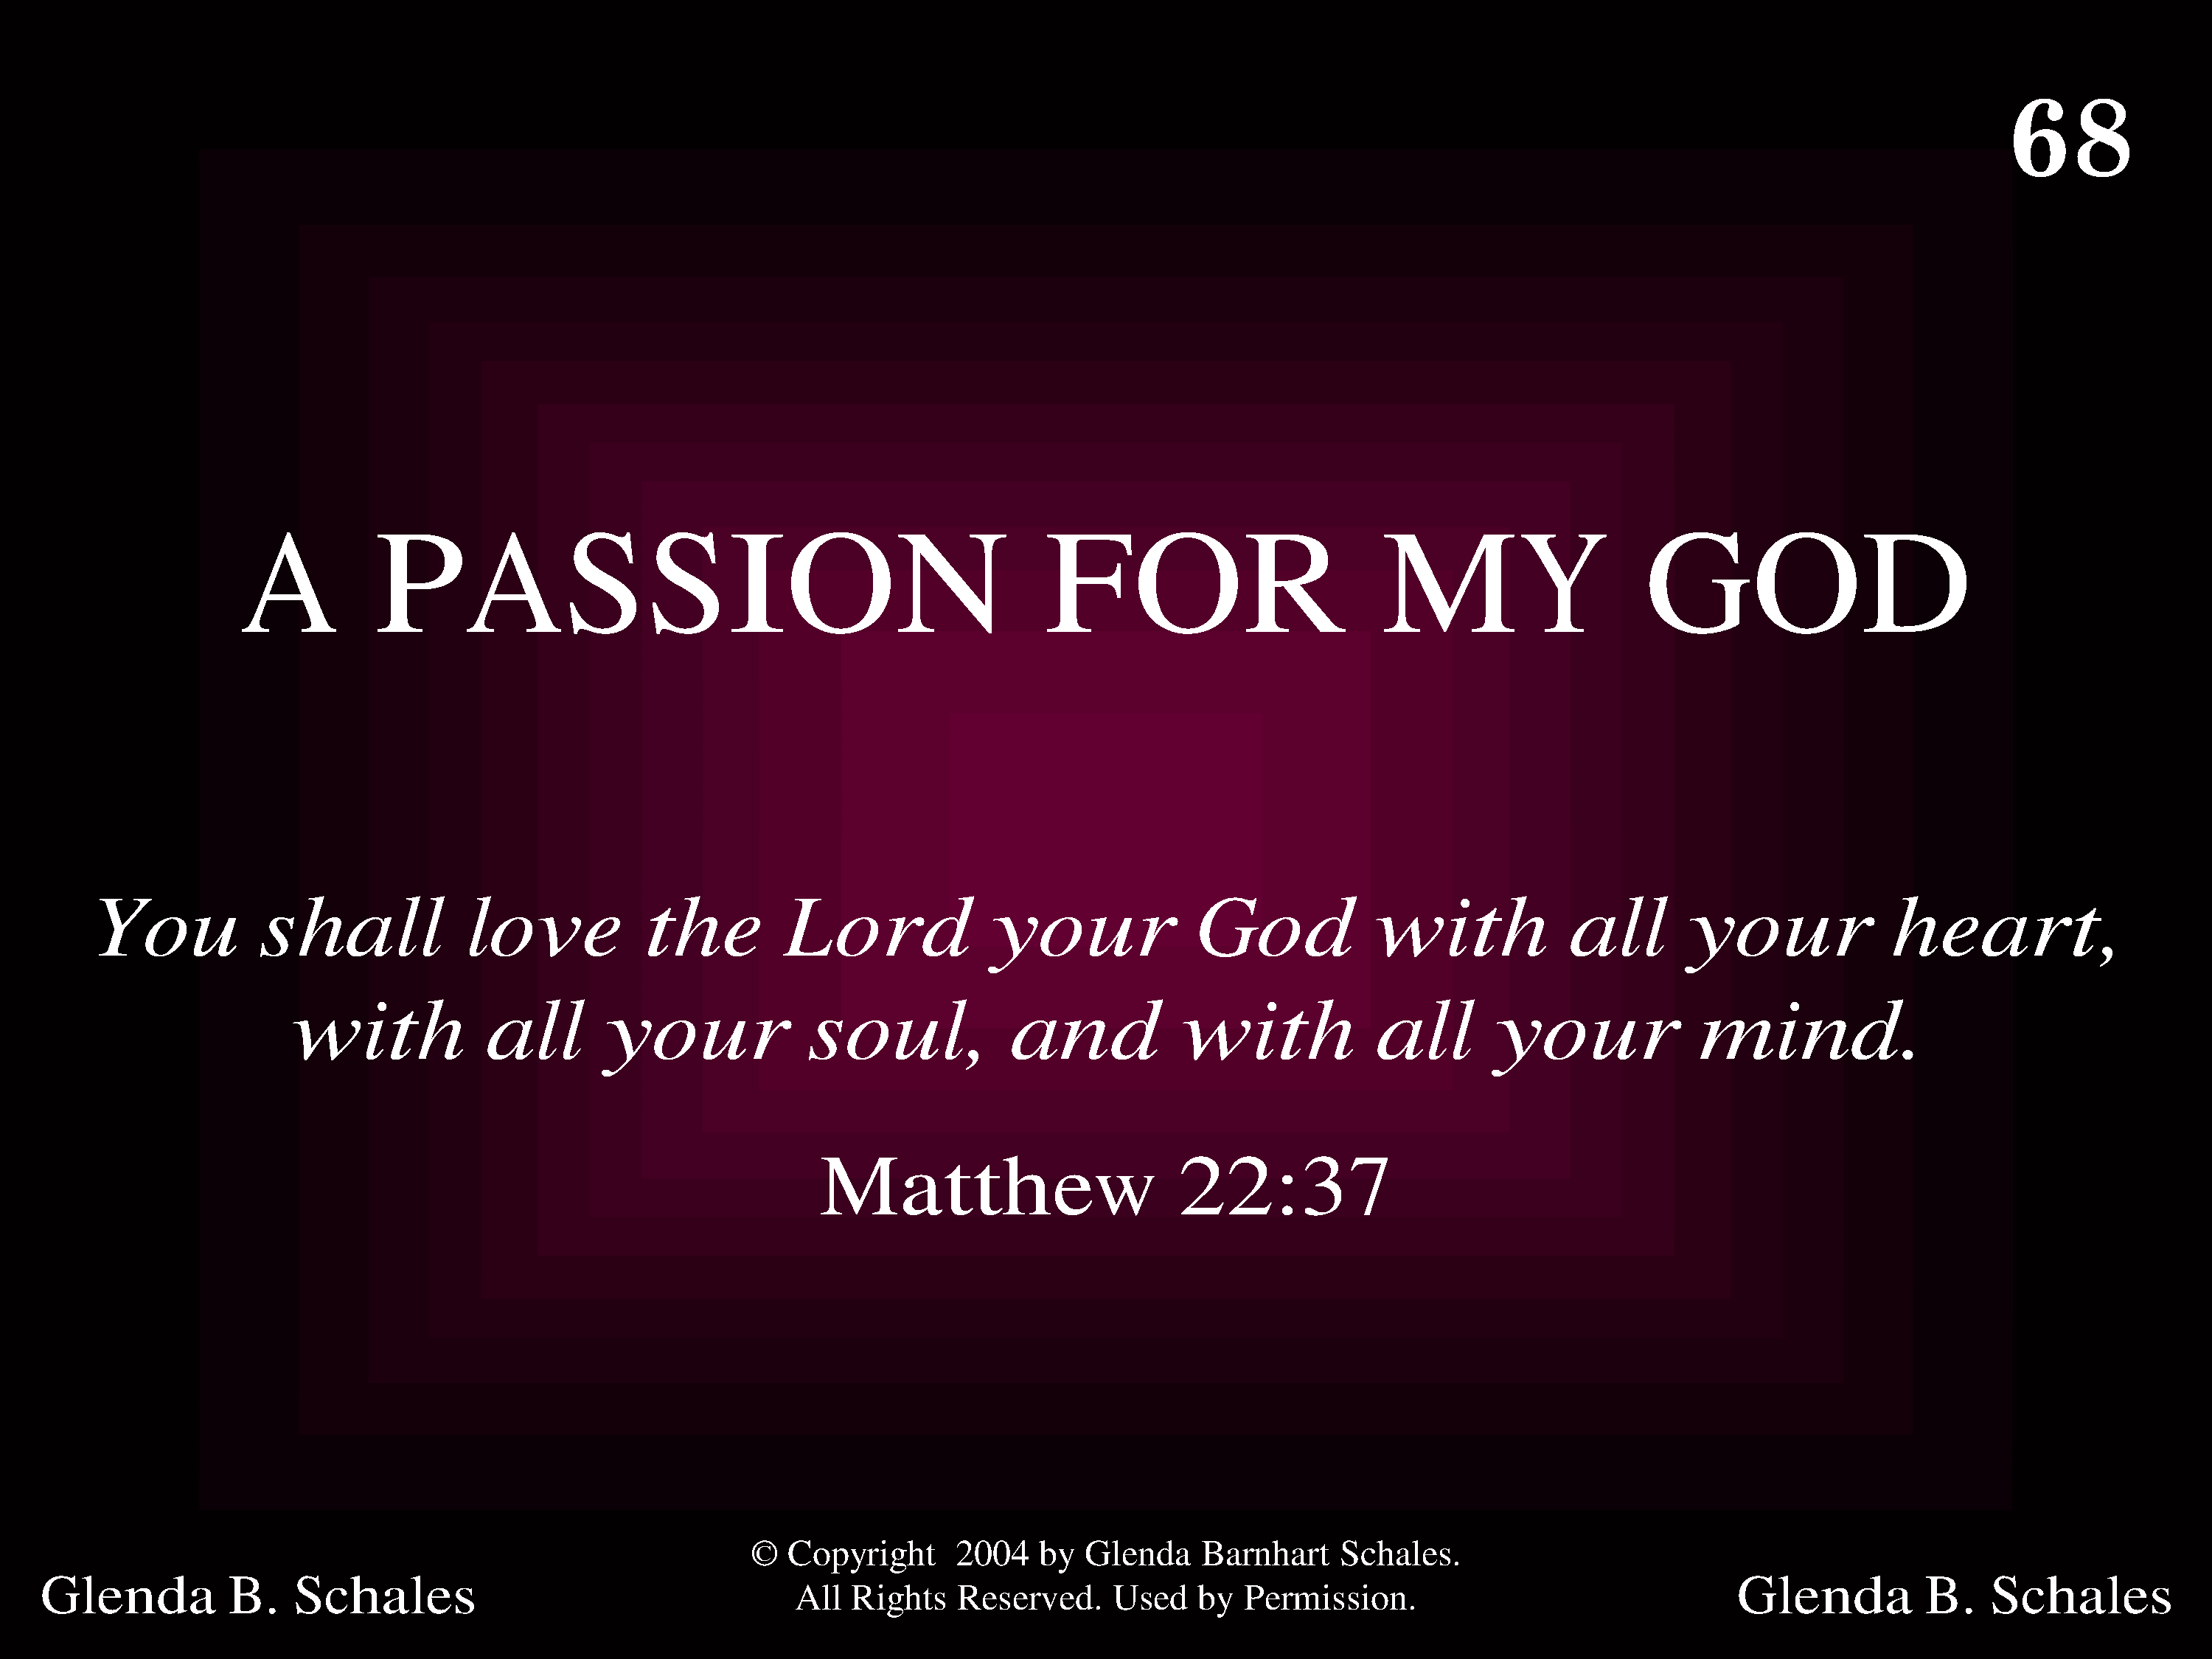 68
A PASSION FOR MY GOD
You shall love the Lord your God with all your heart,
with all your soul, and with all your mind.
Matthew 22:37
© Copyright 2004 by Glenda Barnhart Schales.
All Rights Reserved. Used by Permission.
Glenda B. Schales
Glenda B. Schales